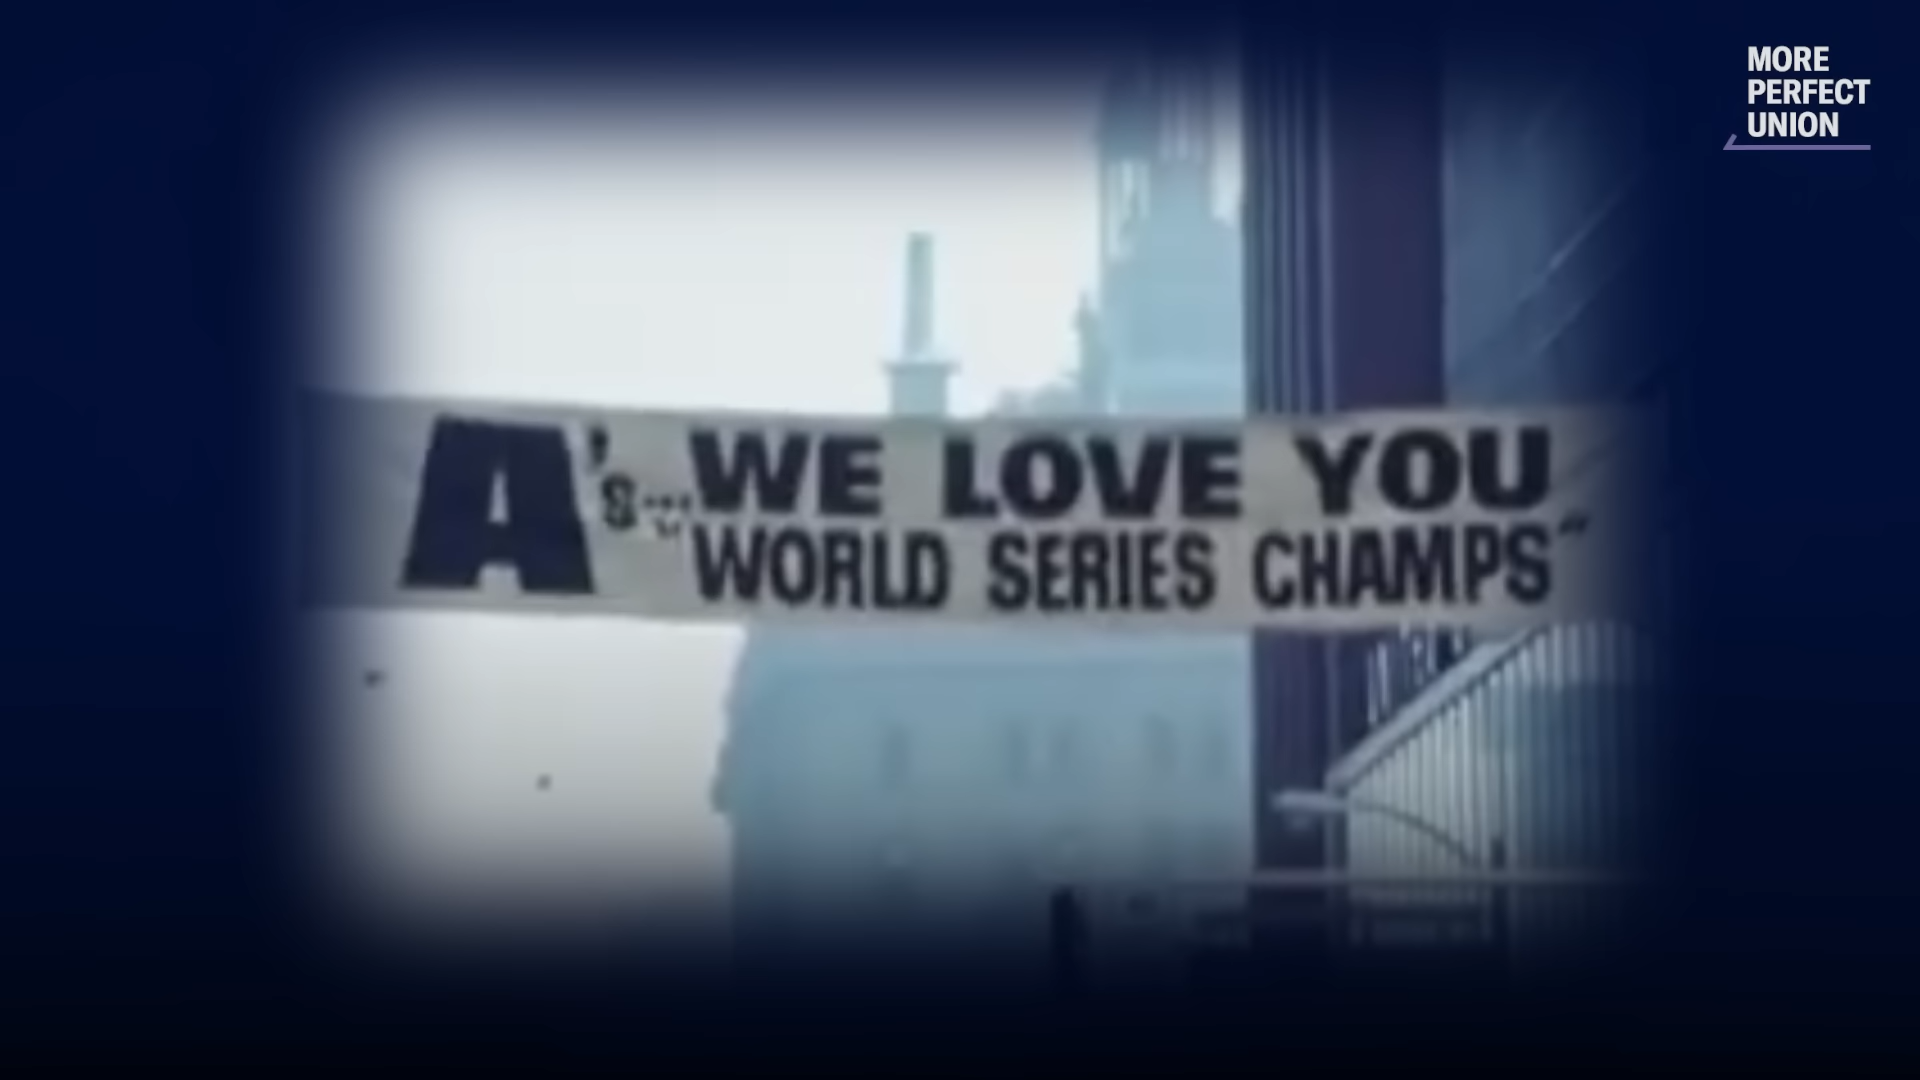 MORE
PERFECT
UNION
A's...WE LOVE YOU
"WORLD SERIES CHAMPS"